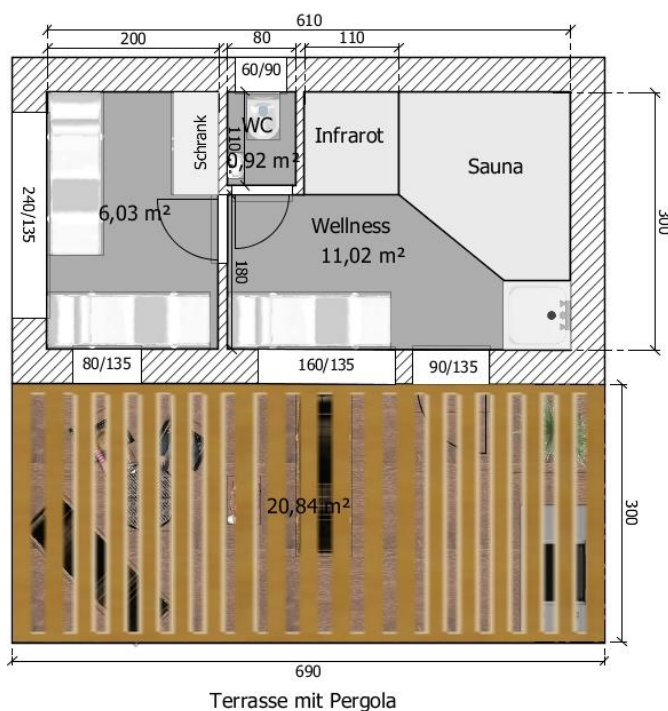 610
200
80
110
60/90
Schrank
WC
110
0,92 m²
Infrarot
Sauna
240/135
6,03 m²
Wellness
11,02 m²
300
180
80/135
160/135
90/135
20,84 m²
300
690
Terrasse mit Pergola